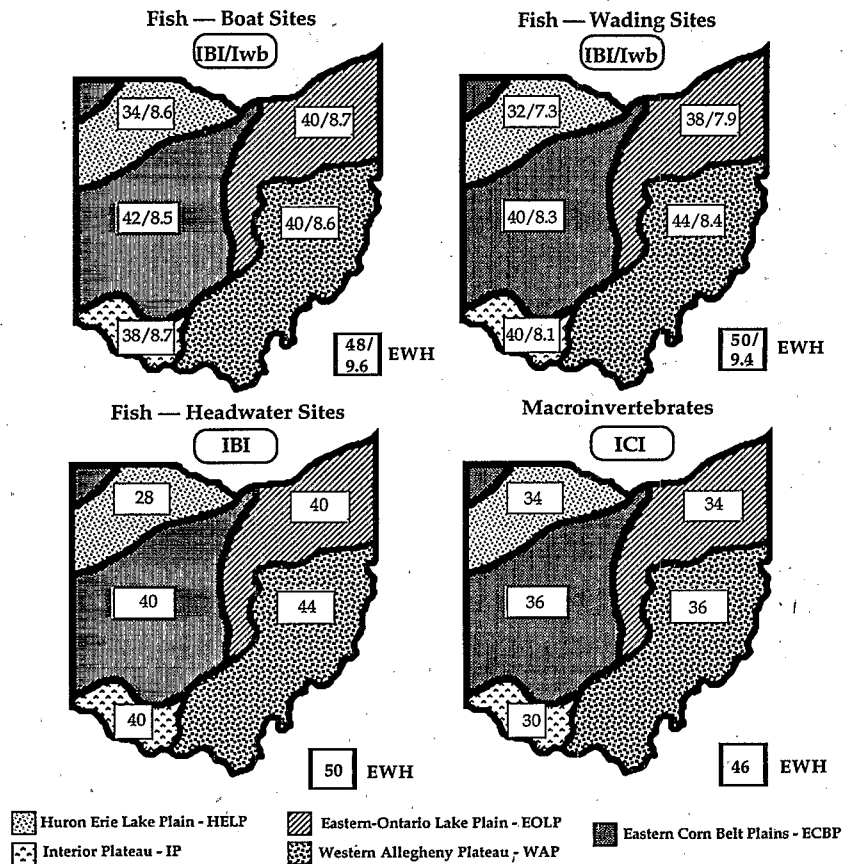 Fish — Boat Sites
IBI/Iwb
34/8.6
40/8.7
42/8.5
40/8.6
38/8.7
48/
9.6
EWH
Fish — Wading Sites
IBI/Iwb
32/7.3
38/7.9
40/8.3
44/8.4
40/8.1
50/
9.4
EWH
Fish — Headwater Sites
IBI
28
40
40
44
40
50 EWH
Macroinvertebrates
ICI
34
34
36
36
30
46 EWH
Huron Erie Lake Plain - HELP
Interior Plateau - IP
Eastern-Ontario Lake Plain - EOLP
Western Allegheny Plateau - WAP
Eastern Corn Belt Plains - ECBP